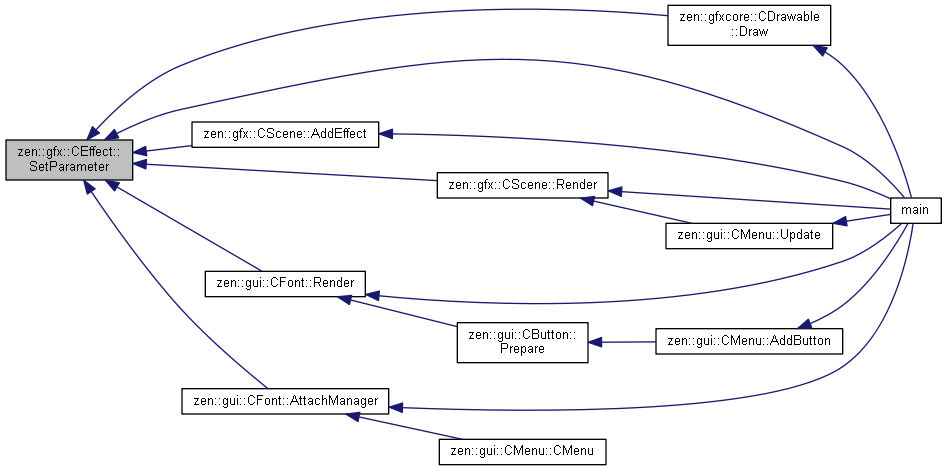 zen::gfxcore::CDrawable
::Draw
zen::gfx::CScene::AddEffect
zen::gfx::CEffect::
SetParameter
zen::gfx::CScene::Render
main
zen::gui::CMenu::Update
zen::gui::CFont::Render
zen::gui::CButton::
Prepare
zen::gui::CMenu::AddButton
zen::gui::CFont::AttachManager
zen::gui::CMenu::CMenu